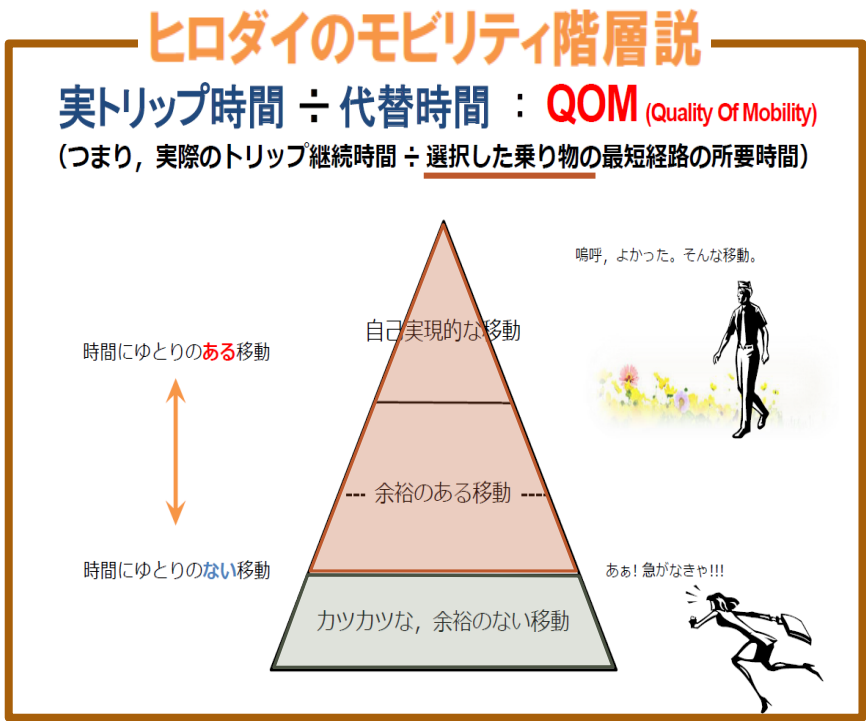 ヒロダイのモビリティ階層説
実トリップ時間 ÷ 代替時間 : QOM (Quality Of Mobility)
(つまり, 実際のトリップ継続時間 ÷ 選択した乗り物の最短経路の所要時間)
嗚呼, よかった。そんな移動。
自己実現的な移動
時間にゆとりのある移動
--- 余裕のある移動 ----
時間にゆとりのない移動
あぁ! 急がなきゃ!!!
カツカツな, 余裕のない移動